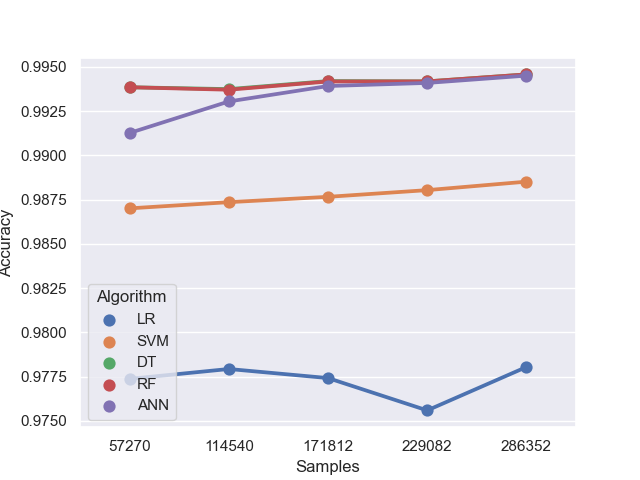 0.9950
0.9925
0.9900
0.9875
0.9850
0.9825
0.9800
0.9775
0.9750
Accuracy
Algorithm
LR
SVM
DT
RF
ANN
57270 114540 171812 229082 286352
Samples